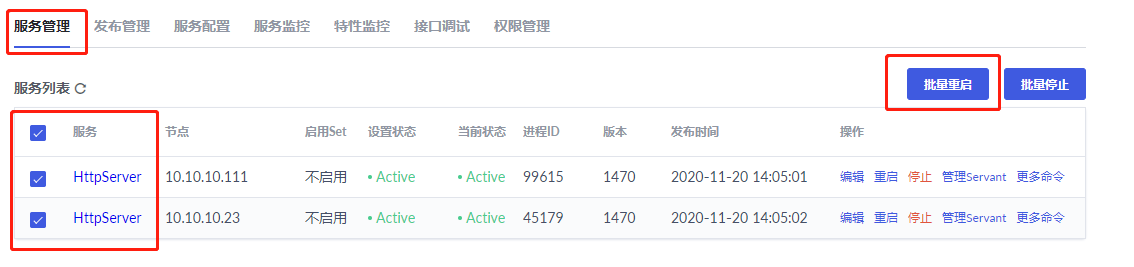 服务管理 发布管理 服务配置 服务监控 特性监控 接口调试 权限管理
服务列表 批量重启 批量停止
服务 节点 启用Set 设置状态 当前状态 进程ID 版本 发布时间 操作
HttpServer 10.10.10.111 不启用 • Active • Active 99615 1470 2020-11-20 14:05:01 编辑 重启 停止 管理Servant 更多命令
HttpServer 10.10.10.23 不启用 • Active • Active 45179 1470 2020-11-20 14:05:02 编辑 重启 停止 管理Servant 更多命令